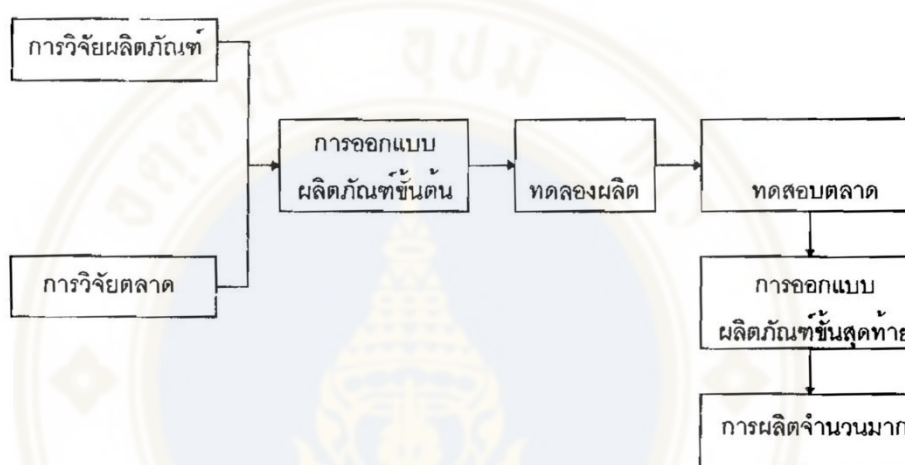 การวิจัยผลิตภัณฑ์
การออกแบบ
ผลิตภัณฑ์ขั้นต้น
ทดลองผลิต
ทดสอบตลาด
การวิจัยตลาด
การออกแบบ
ผลิตภัณฑ์ขั้นสุดท้าย
การผลิตจำนวนมาก